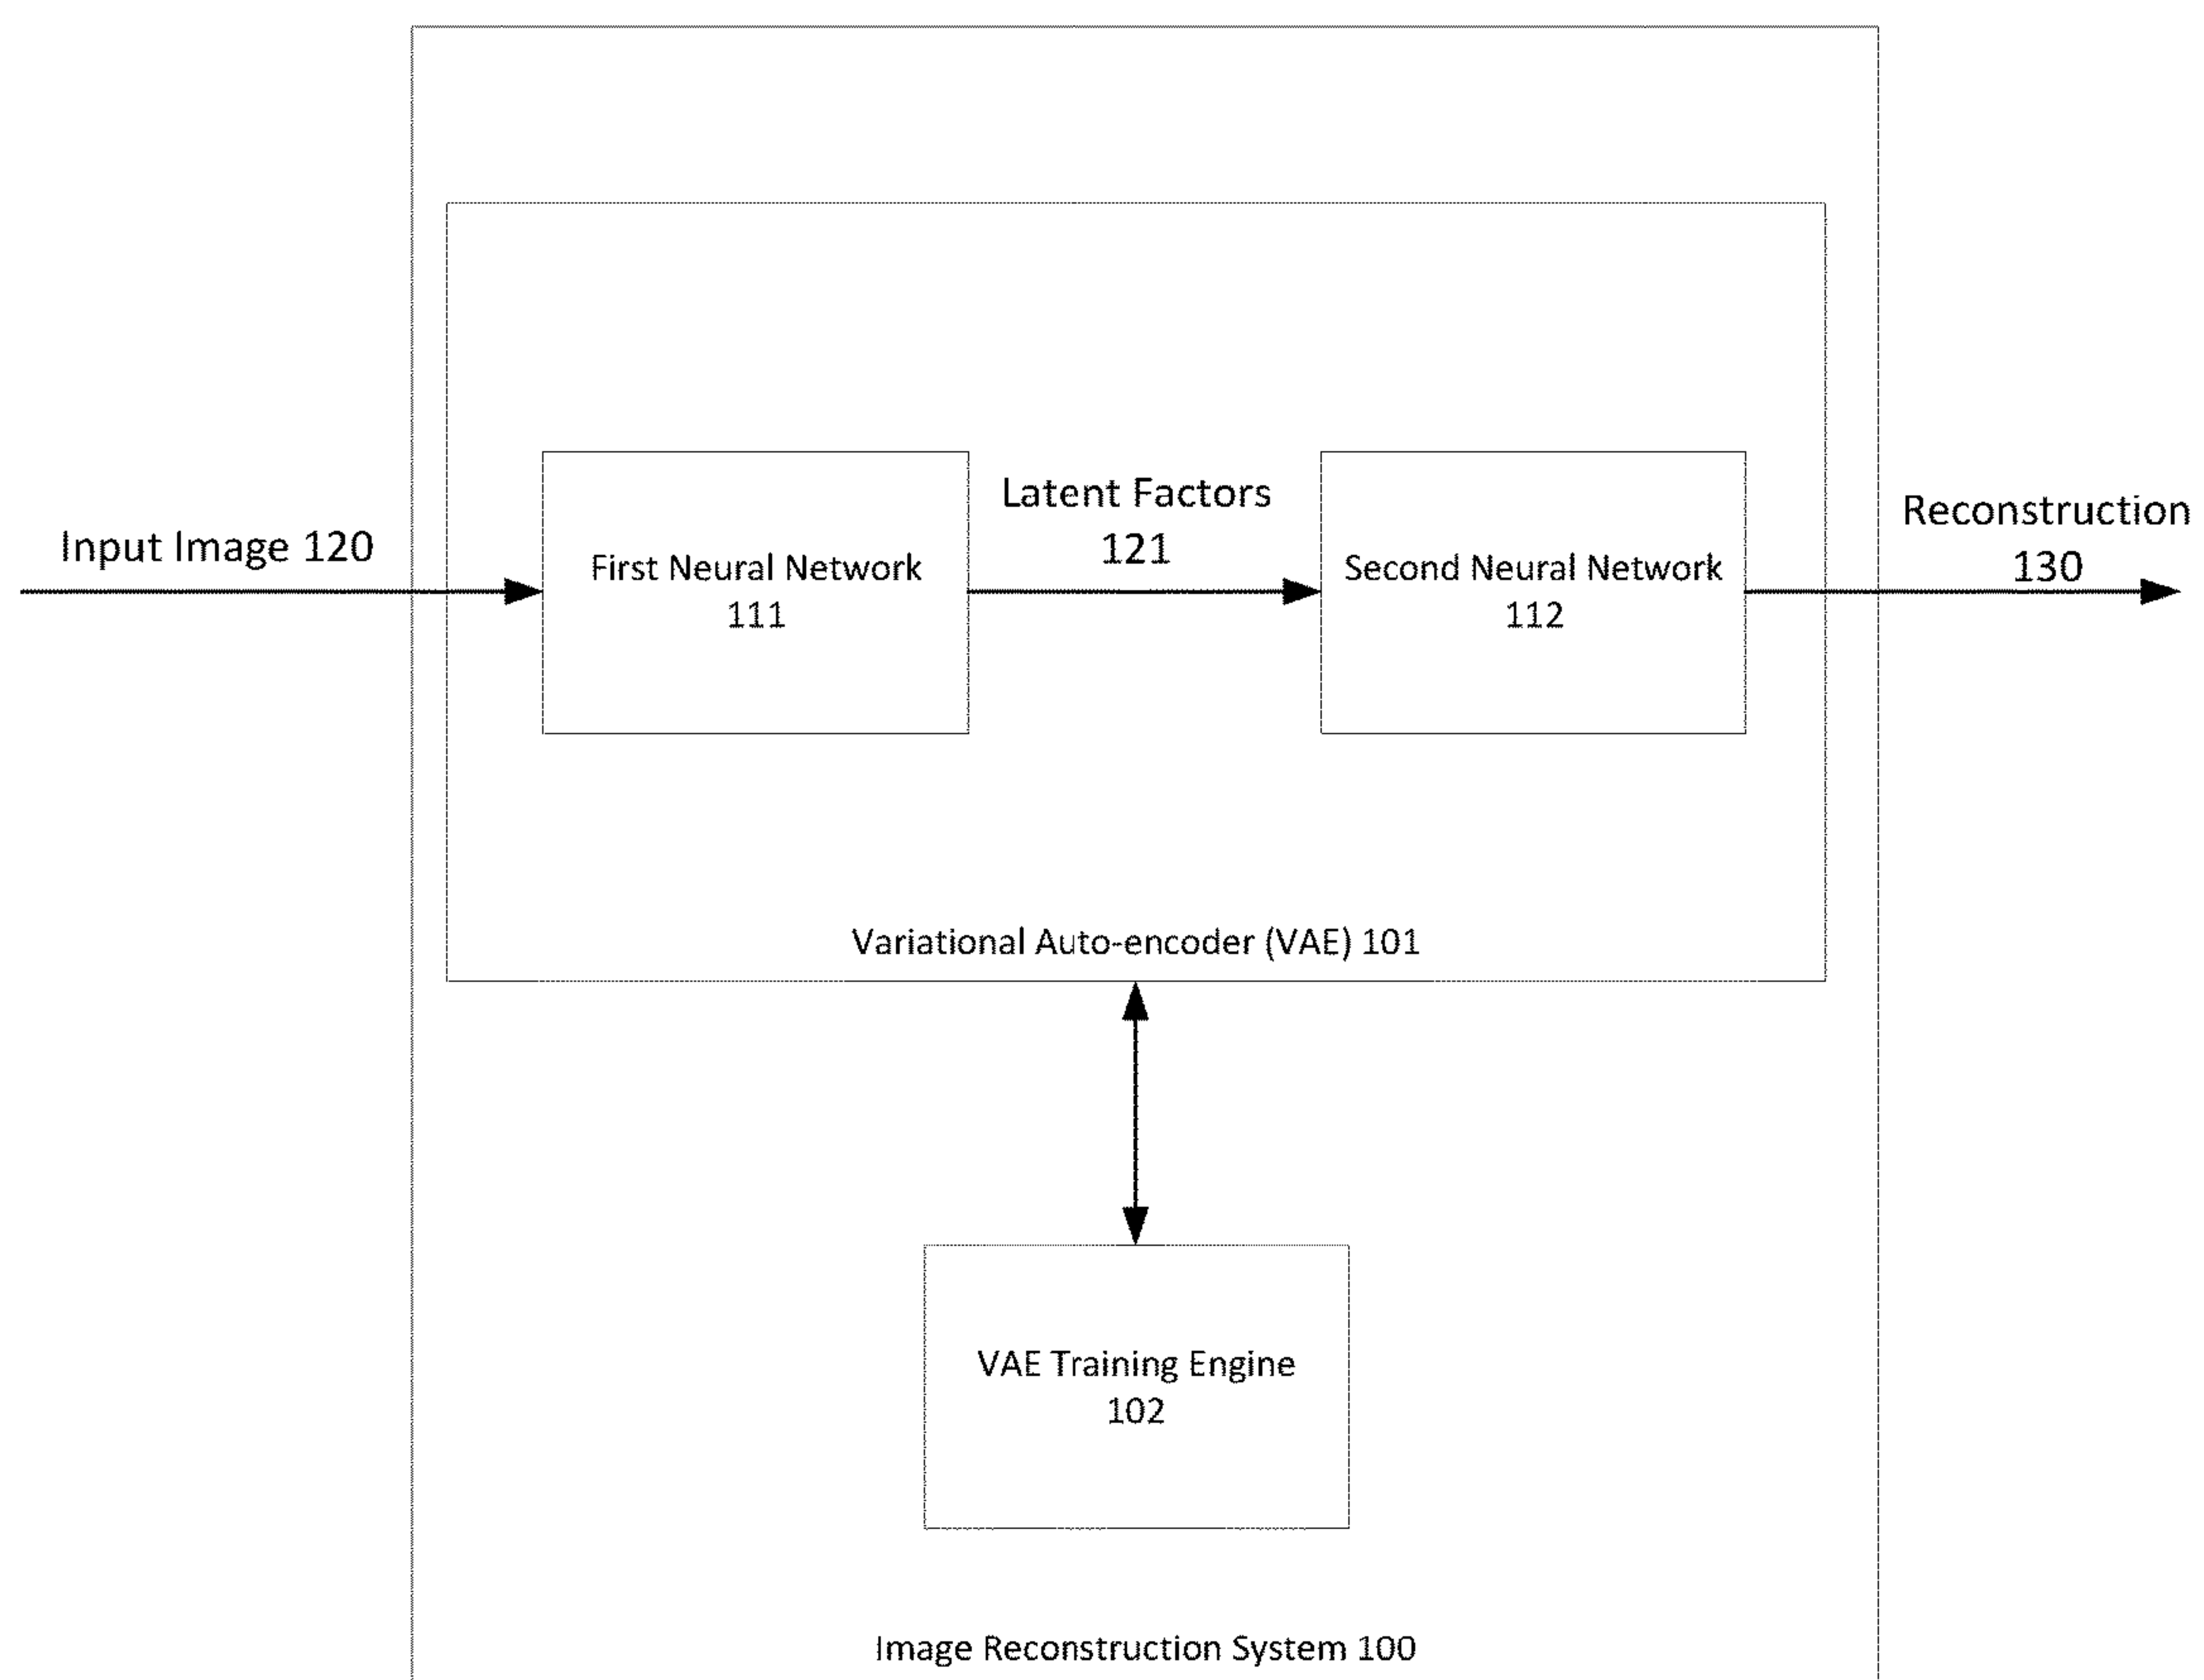 Input Image 120
First Neural Network
111
Latent Factors
121
Second Neural Network
112
Reconstruction
130
Variational Auto-encoder (VAE) 101
VAE Training Engine
102
Image Reconstruction System 100